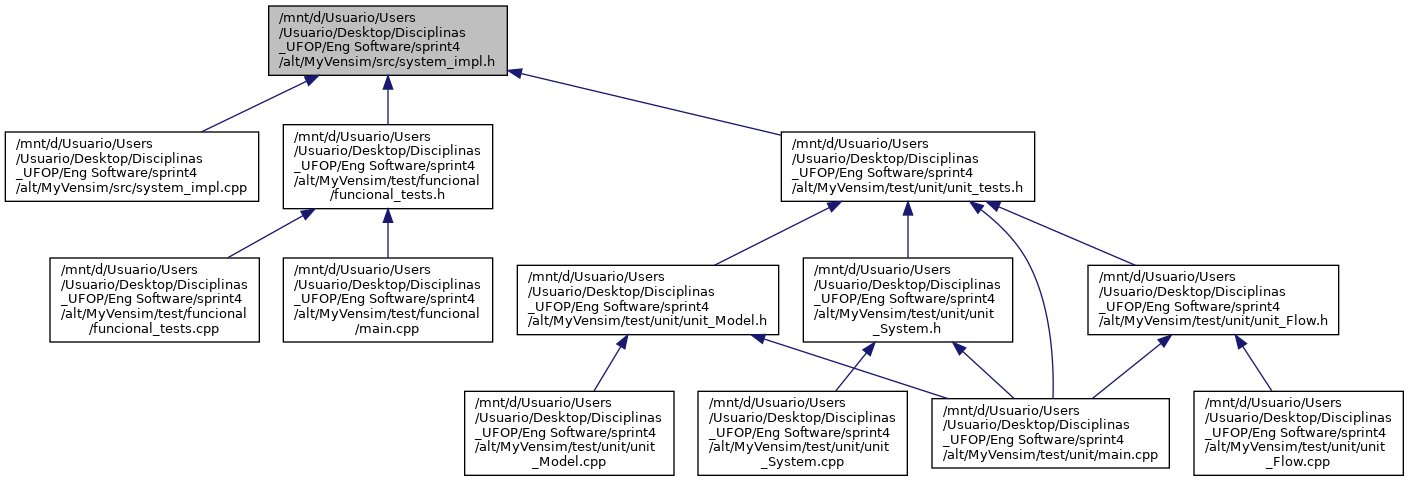 /mnt/d/Usuario/Users
/Usuario/Desktop/Disciplinas
_UFOP/Eng Software/sprint4
/alt/MyVensim/src/system_impl.h
/mnt/d/Usuario/Users
/Usuario/Desktop/Disciplinas
_UFOP/Eng Software/sprint4
/alt/MyVensim/src/system_impl.cpp
/mnt/d/Usuario/Users
/Usuario/Desktop/Disciplinas
_UFOP/Eng Software/sprint4
/alt/MyVensim/test/funcional
/funcional_tests.h
/mnt/d/Usuario/Users
/Usuario/Desktop/Disciplinas
_UFOP/Eng Software/sprint4
/alt/MyVensim/test/unit/unit_tests.h
/mnt/d/Usuario/Users
/Usuario/Desktop/Disciplinas
_UFOP/Eng Software/sprint4
/alt/MyVensim/test/funcional
/funcional_tests.cpp
/mnt/d/Usuario/Users
/Usuario/Desktop/Disciplinas
_UFOP/Eng Software/sprint4
/alt/MyVensim/test/funcional
/main.cpp
/mnt/d/Usuario/Users
/Usuario/Desktop/Disciplinas
_UFOP/Eng Software/sprint4
/alt/MyVensim/test/unit/unit_Model.h
/mnt/d/Usuario/Users
/Usuario/Desktop/Disciplinas
_UFOP/Eng Software/sprint4
/alt/MyVensim/test/unit/unit
_System.h
/mnt/d/Usuario/Users
/Usuario/Desktop/Disciplinas
_UFOP/Eng Software/sprint4
/alt/MyVensim/test/unit/unit_Flow.h
/mnt/d/Usuario/Users
/Usuario/Desktop/Disciplinas
_UFOP/Eng Software/sprint4
/alt/MyVensim/test/unit/unit
_Model.cpp
/mnt/d/Usuario/Users
/Usuario/Desktop/Disciplinas
_UFOP/Eng Software/sprint4
/alt/MyVensim/test/unit/unit
_System.cpp
/mnt/d/Usuario/Users
/Usuario/Desktop/Disciplinas
_UFOP/Eng Software/sprint4
/alt/MyVensim/test/unit/main.cpp
/mnt/d/Usuario/Users
/Usuario/Desktop/Disciplinas
_UFOP/Eng Software/sprint4
/alt/MyVensim/test/unit/unit
_Flow.cpp